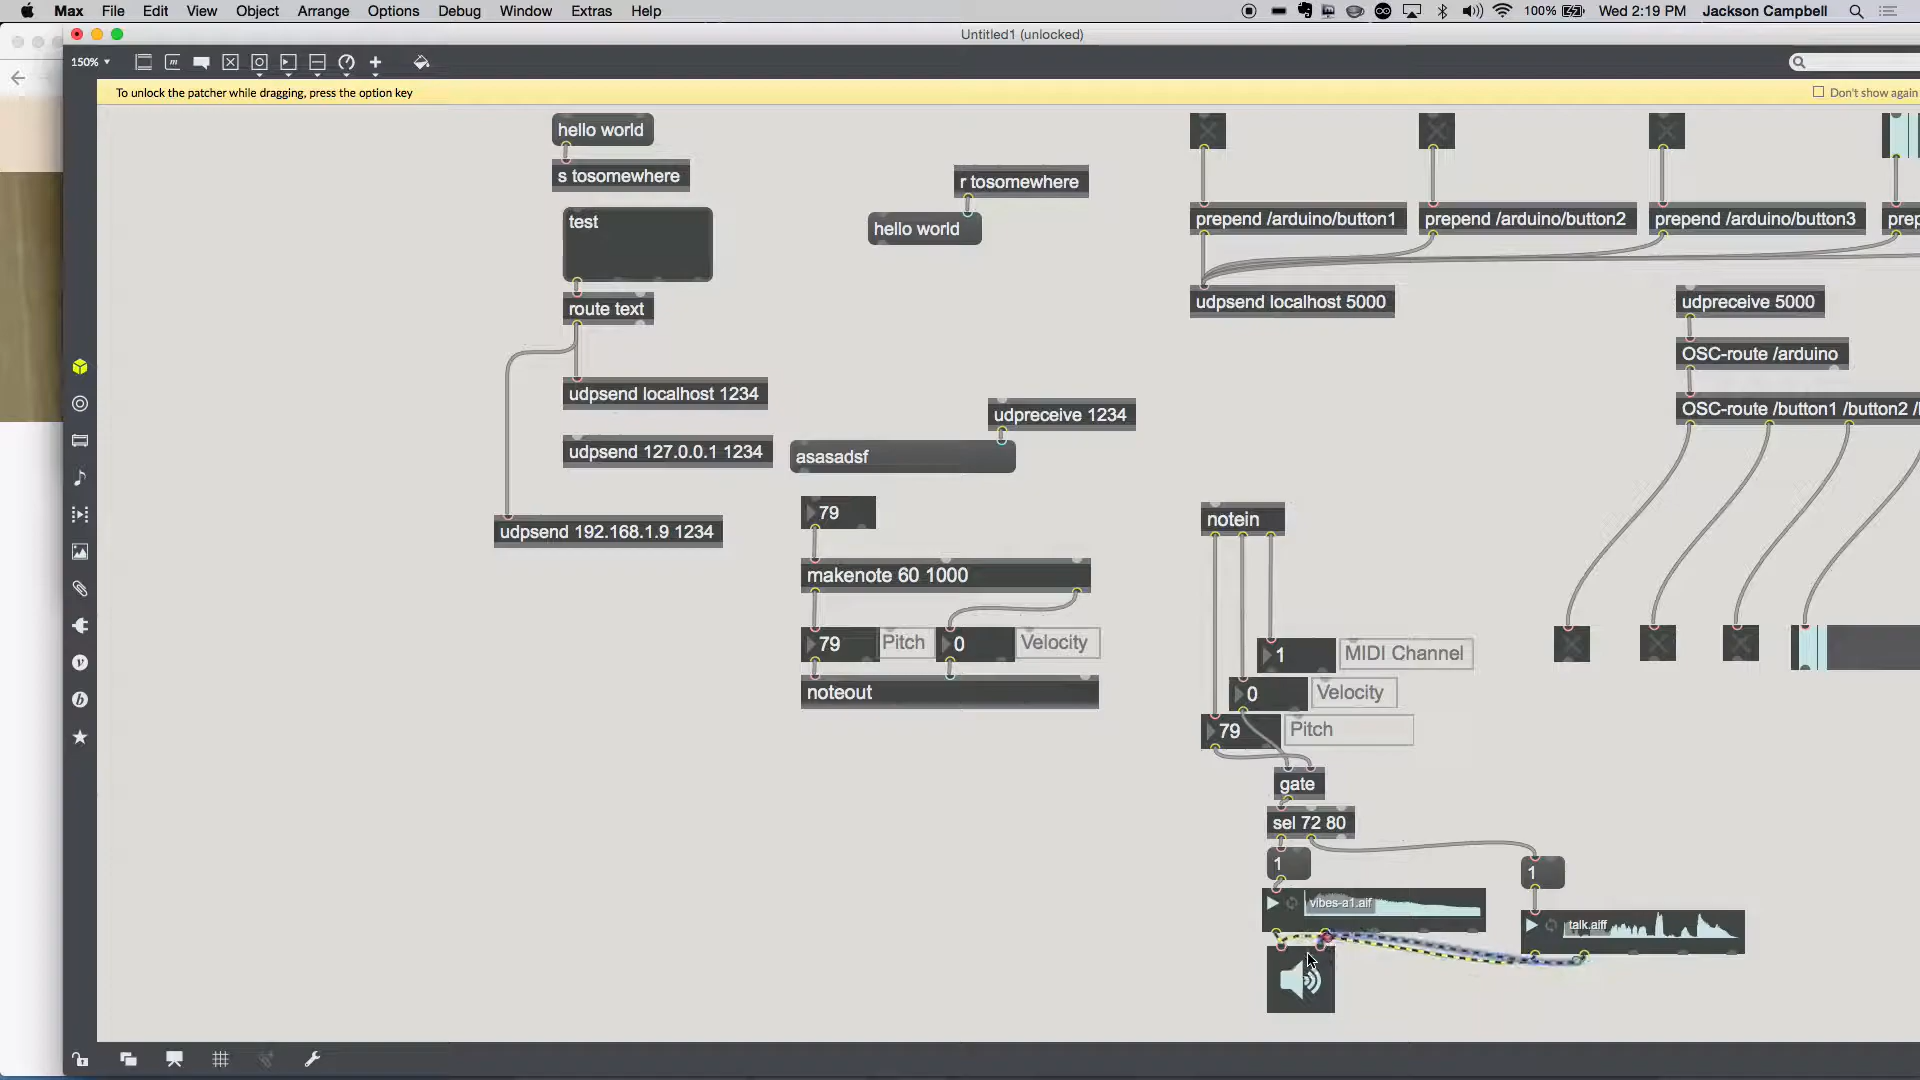 Max File Edit View Object Arrange Options Debug Window Extras Help
100% Wed 2:19 PM Jackson Campbell
Untitled1 (unlocked)
150%
To unlock the patcher while dragging, press the option key
Don't show again
hello world
s tosomewhere
r tosomewhere
hello world
test
route text
udpsend localhost 1234
udpsend 127.0.0.1 1234
udpsend 192.168.1.9 1234
udpreceive 1234
asasadsf
79
makenote 60 1000
79 Pitch 0 Velocity
noteout
prepend /arduino/button1
prepend /arduino/button2
prepend /arduino/button3
udpsend localhost 5000
udpreceive 5000
OSC-route /arduino
OSC-route /button1 /button2
notein
1 MIDI Channel
0 Velocity
79 Pitch
gate
sel 72 80
1
1
vibes-a1.aif
talk.aiff